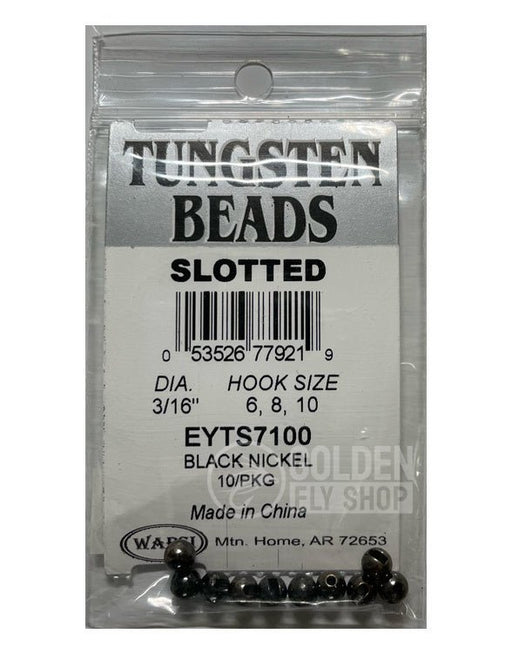 TUNGSTEN
BEADS
SLOTTED
0 53526 77921 9
DIA. HOOK SIZE
3/16" 6, 8, 10
EYTS7100
BLACK NICKEL
10/PKG
GOLDEN
FLY SHOP
Made in China
WAPSI Mtn. Home, AR 72653